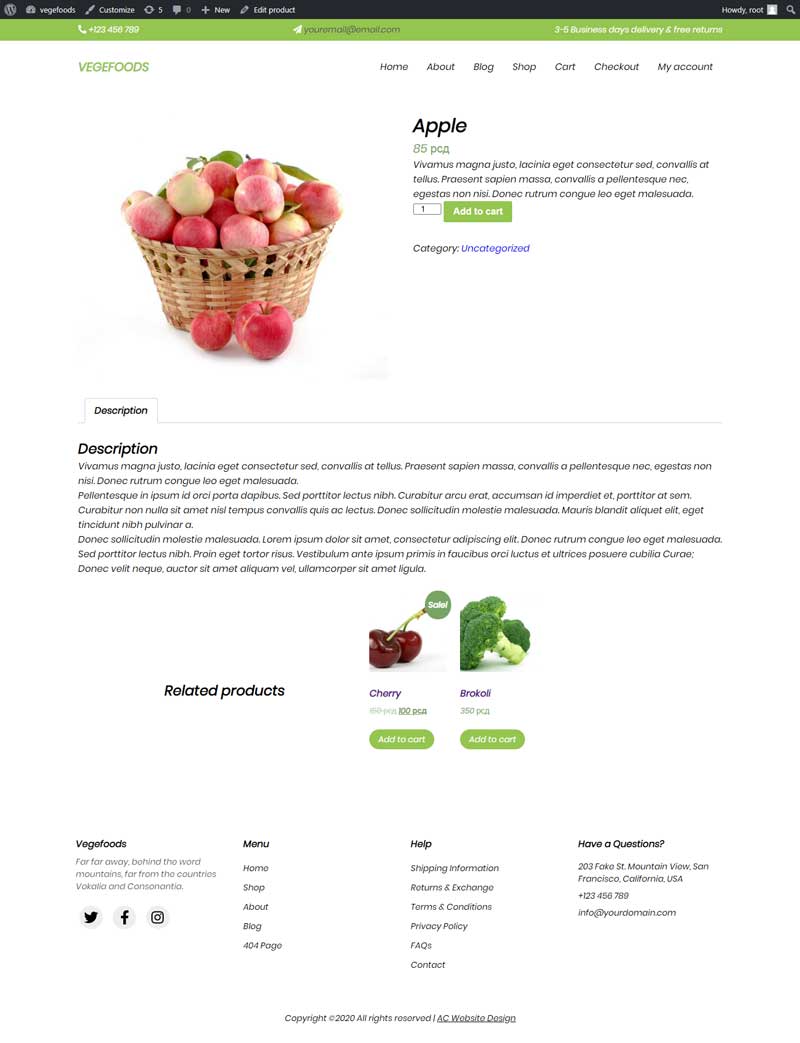 vegefoods Customize 5 0 New Edit product Howdy, root
+123 456 789 youremail@email.com 3-5 Business days delivery & free returns
VEGEFOODS Home About Blog Shop Cart Checkout My account
Apple
85 рсд
Vivamus magna justo, lacinia eget consectetur sed, convallis at
tellus. Praesent sapien massa, convallis a pellentesque nec,
egestas non nisi. Donec rutrum congue leo eget malesuada.
1 Add to cart
Category: Uncategorized
Description
Description
Vivamus magna justo, lacinia eget consectetur sed, convallis at tellus. Praesent sapien massa, convallis a pellentesque nec, egestas non
nisi. Donec rutrum congue leo eget malesuada.
Pellentesque in ipsum id orci porta dapibus. Sed porttitor lectus nibh. Curabitur arcu erat, accumsan id imperdiet et, porttitor at sem.
Curabitur non nulla sit amet nisl tempus convallis quis ac lectus. Donec sollicitudin molestie malesuada. Mauris blandit aliquet elit, eget
tincidunt nibh pulvinar a.
Donec sollicitudin molestie malesuada. Lorem ipsum dolor sit amet, consectetur adipiscing elit. Donec rutrum congue leo eget malesuada.
Sed porttitor lectus nibh. Proin eget tortor risus. Vestibulum ante ipsum primis in faucibus orci luctus et ultrices posuere cubilia Curae;
Donec velit neque, auctor sit amet aliquam vel, ullamcorper sit amet ligula.
Related products
Sale!
Cherry
150 рсд 100 рсд
Add to cart
Brokoli
350 рсд
Add to cart
Vegefoods
Far far away, behind the word
mountains, far from the countries
Vokalia and Consonantia.
Menu
Home
Shop
About
Blog
404 Page
Help
Shipping Information
Returns & Exchange
Terms & Conditions
Privacy Policy
FAQs
Contact
Have a Questions?
203 Fake St. Mountain View, San
Francisco, California, USA
+123 456 789
info@yourdomain.com
Copyright ©2020 All rights reserved | AC Website Design